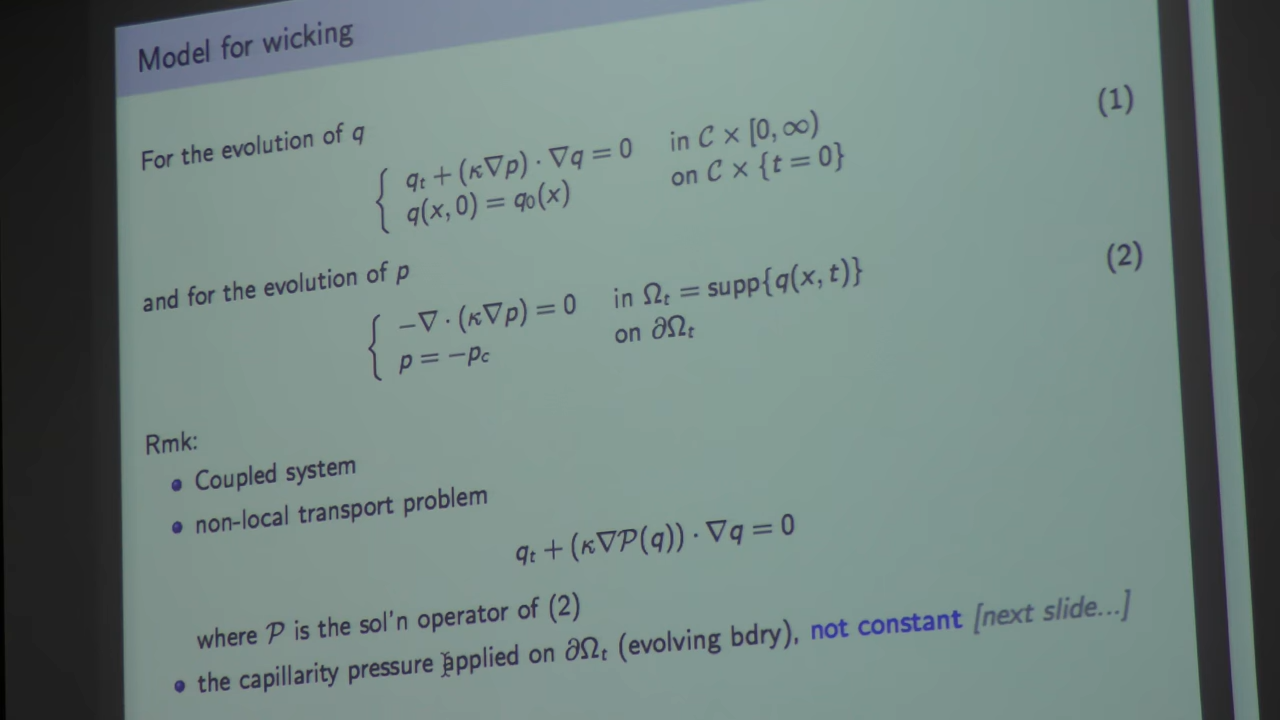 Model for wicking
For the evolution of q
(1)
q_t + (κ∇p) · ∇q = 0 in 𝒞 × [0, ∞)
q(x, 0) = q₀(x) on 𝒞 × {t = 0}
and for the evolution of p
(2)
−∇ · (κ∇p) = 0 in Ω_t = supp{q(x, t)}
p = −p_c on ∂Ω_t
Rmk:
• Coupled system
• non-local transport problem
q_t + (κ∇𝒫(q)) · ∇q = 0
where 𝒫 is the sol'n operator of (2)
• the capillarity pressure applied on ∂Ω_t (evolving bdry), not constant [next slide...]